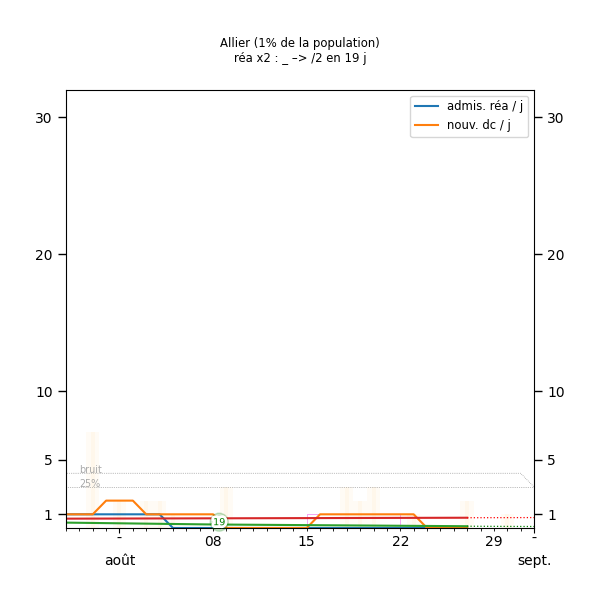 Allier (1% de la population)
réa x2 : _ –> /2 en 19 j
admis. réa / j
nouv. dc / j
30
30
20
20
10
10
5
5
bruit
25%
1
1
19
-
08
15
22
29
-
août
sept.